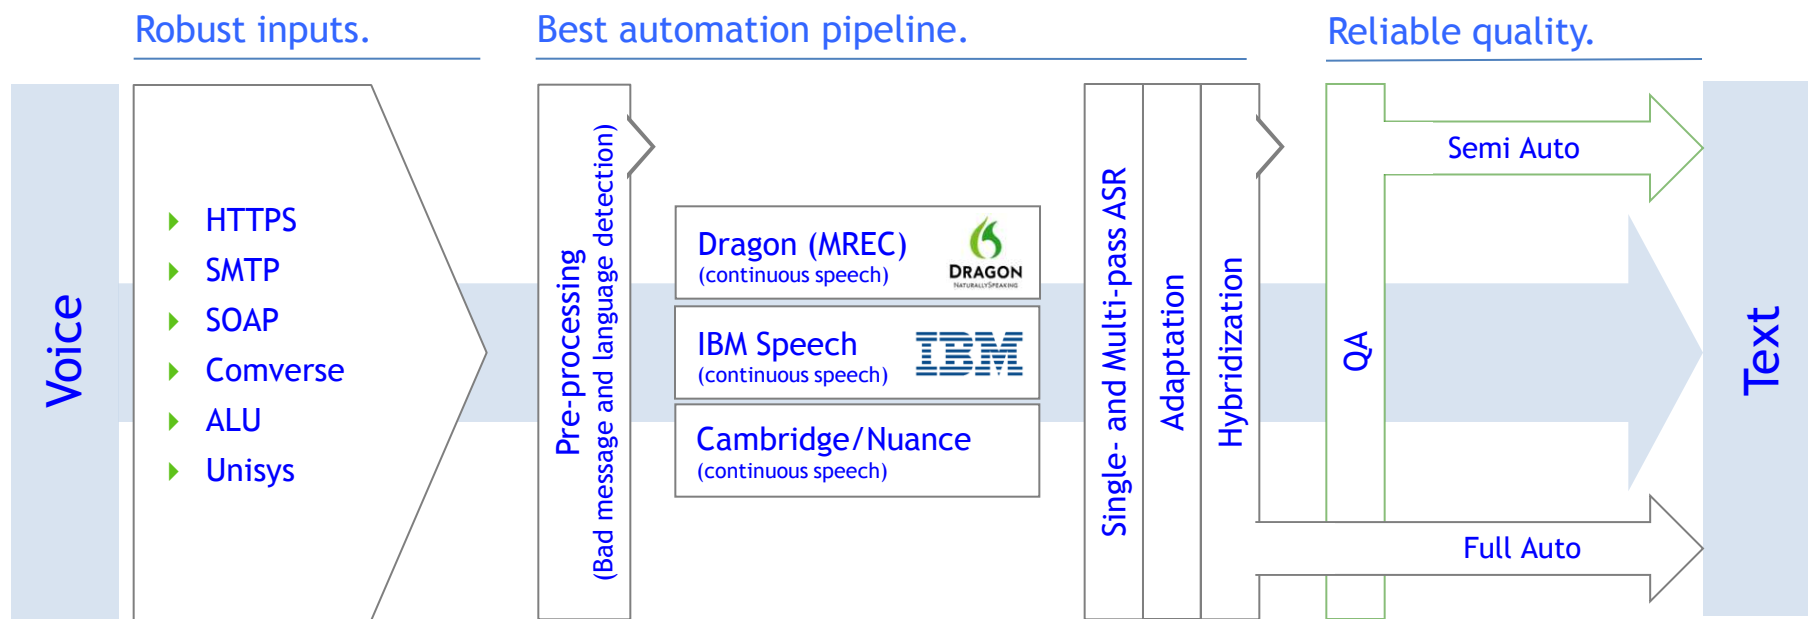 Robust inputs.
Best automation pipeline.
Reliable quality.
Voice
HTTPS
SMTP
SOAP
Comverse
ALU
Unisys
Pre-processing
(Bad message and language detection)
Dragon (MREC)
(continuous speech)
DRAGON
NATURALLYSPEAKING
IBM Speech
(continuous speech)
IBM
Cambridge/Nuance
(continuous speech)
Single- and Multi-pass ASR
Adaptation
Hybridization
QA
Semi Auto
Full Auto
Text